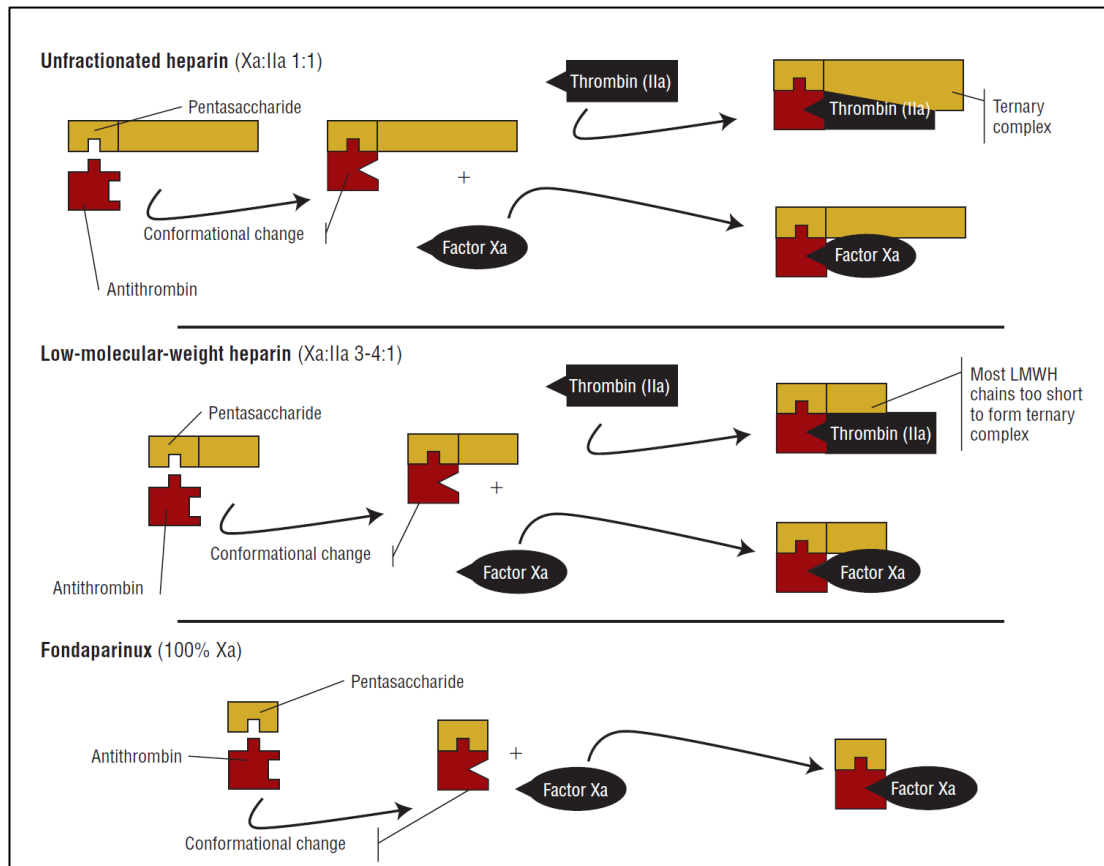 Unfractionated heparin (Xa:IIa 1:1)
Pentasaccharide
Thrombin (IIa)
Thrombin (IIa)
Ternary
complex
+
Conformational change
Factor Xa
Factor Xa
Antithrombin
Low-molecular-weight heparin (Xa:IIa 3-4:1)
Pentasaccharide
Thrombin (IIa)
Most LMWH
chains too short
to form ternary
complex
Thrombin (IIa)
+
Conformational change
Factor Xa
Factor Xa
Antithrombin
Fondaparinux (100% Xa)
Pentasaccharide
Antithrombin
+
Factor Xa
Factor Xa
Conformational change